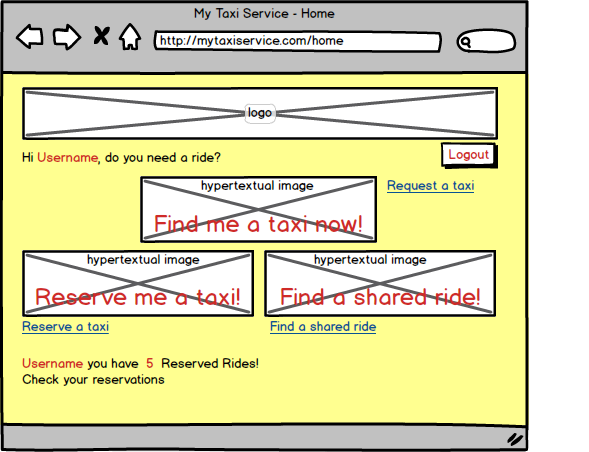 My Taxi Service - Home
http://mytaxiservice.com/home
logo
Hi Username, do you need a ride?
Logout
hypertextual image
Find me a taxi now!
Request a taxi
hypertextual image
Reserve me a taxi!
hypertextual image
Find a shared ride!
Reserve a taxi
Find a shared ride
Username you have 5 Reserved Rides!
Check your reservations